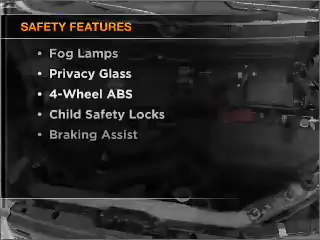 SAFETY FEATURES
• Fog Lamps
• Privacy Glass
• 4-Wheel ABS
• Child Safety Locks
• Braking Assist